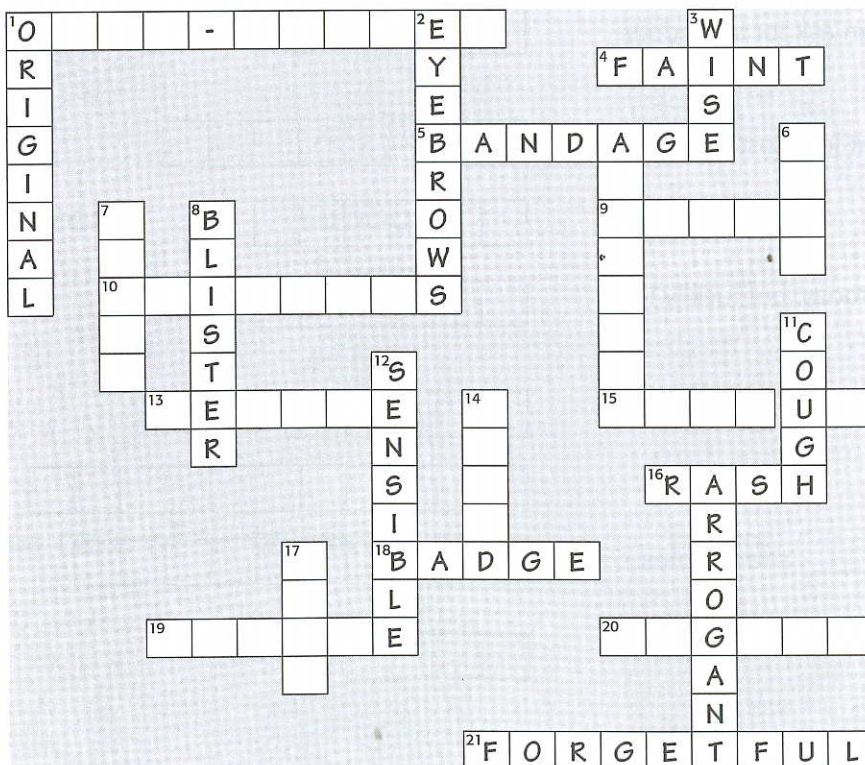 1 O - 2 E 3 W
R Y 4 F A I N T
I E S
G 5 B A N D A G E 6
I R
N 7 8 B O 9
A L W
L 10 I S
S 11 C
T 12 S O
13 E E 14 15 U
R N G
S 16 R A S H
I R
17 18 B A D G E R
L O
19 E 20 G
A
N
21 F O R G E T F U L